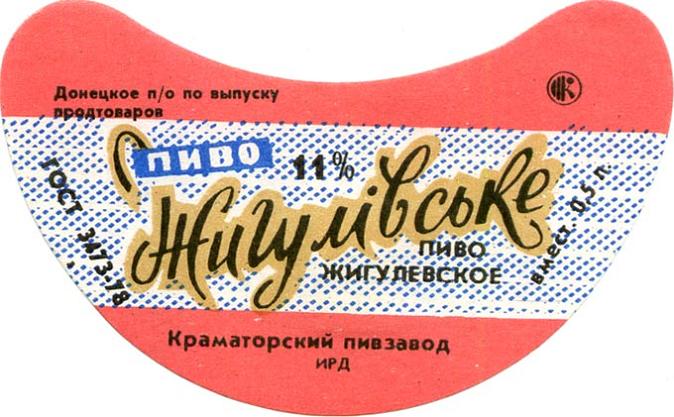 Донецкое п/о по выпуску
продтоваров
ПИВО 11%
Жигулівське
ПИВО
ЖИГУЛЕВСКОЕ
ГОСТ 3473-78
вмест. 0,5 л.
Краматорский пивзавод
ИРД